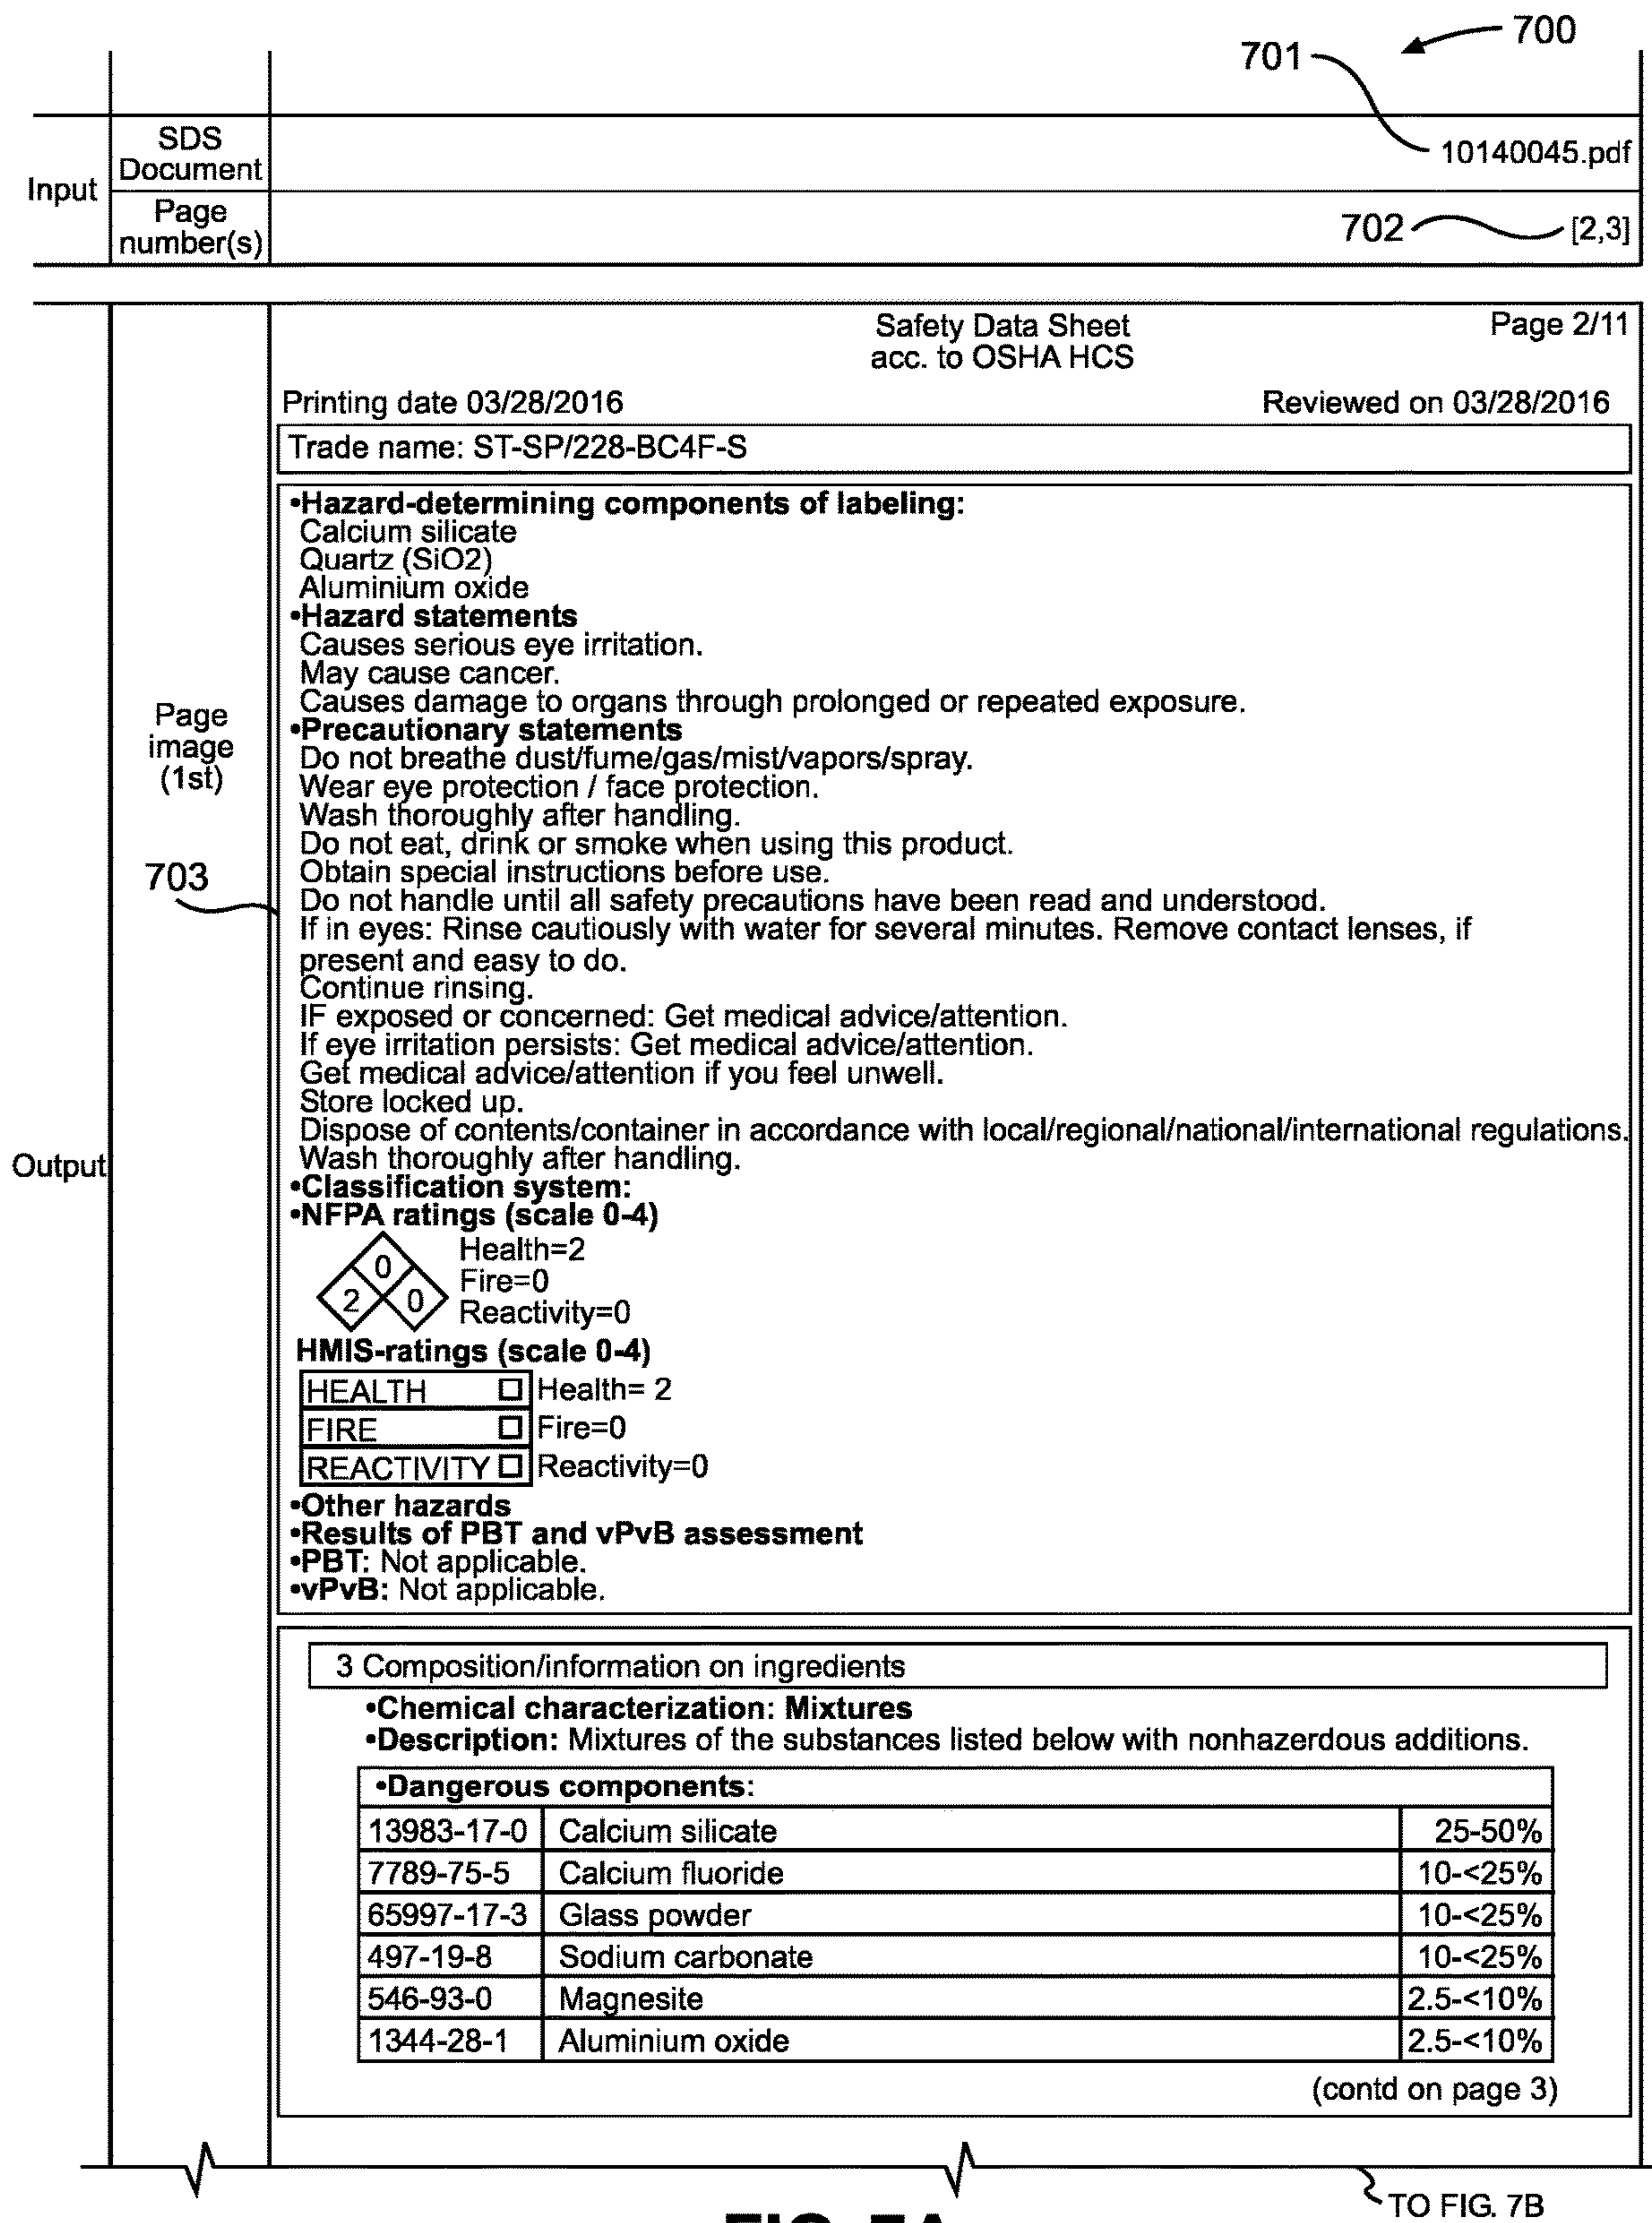 700
701
SDS
Document
10140045.pdf
Input
Page
number(s)
702
[2,3]
Safety Data Sheet
Page 2/11
acc. to OSHA HCS
Printing date 03/28/2016
Reviewed on 03/28/2016
Trade name: ST-SP/228-BC4F-S
•Hazard-determining components of labeling:
Calcium silicate
Quartz (SiO2)
Aluminium oxide
•Hazard statements
Causes serious eye irritation.
May cause cancer.
Causes damage to organs through prolonged or repeated exposure.
Page
image
(1st)
•Precautionary statements
Do not breathe dust/fume/gas/mist/vapors/spray.
Wear eye protection / face protection.
Wash thoroughly after handling.
Do not eat, drink or smoke when using this product.
703
Obtain special instructions before use.
Do not handle until all safety precautions have been read and understood.
If in eyes: Rinse cautiously with water for several minutes. Remove contact lenses, if
present and easy to do.
Continue rinsing.
IF exposed or concerned: Get medical advice/attention.
If eye irritation persists: Get medical advice/attention.
Get medical advice/attention if you feel unwell.
Store locked up.
Dispose of contents/container in accordance with local/regional/national/international regulations.
Output
Wash thoroughly after handling.
•Classification system:
•NFPA ratings (scale 0-4)
0
2
0
Health=2
Fire=0
Reactivity=0
HMIS-ratings (scale 0-4)
HEALTH Health= 2
FIRE Fire=0
REACTIVITY Reactivity=0
•Other hazards
•Results of PBT and vPvB assessment
•PBT: Not applicable.
•vPvB: Not applicable.
3 Composition/information on ingredients
•Chemical characterization: Mixtures
•Description: Mixtures of the substances listed below with nonhazerdous additions.
•Dangerous components:
13983-17-0 Calcium silicate 25-50%
7789-75-5 Calcium fluoride 10-<25%
65997-17-3 Glass powder 10-<25%
497-19-8 Sodium carbonate 10-<25%
546-93-0 Magnesite 2.5-<10%
1344-28-1 Aluminium oxide 2.5-<10%
(contd on page 3)
TO FIG. 7B
FIG. 7A